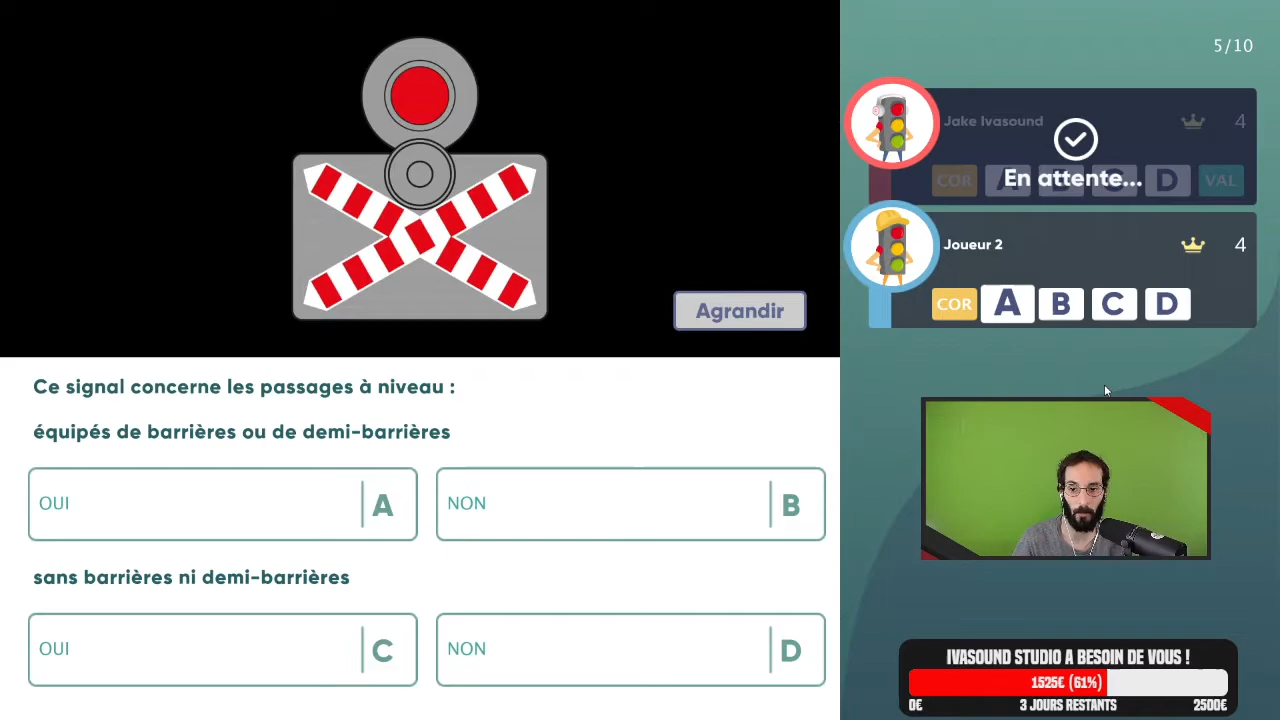 5/10
Jake Ivasound 4
COR A B C D VAL
En attente...
Joueur 2 4
COR A B C D
Agrandir
Ce signal concerne les passages à niveau :
équipés de barrières ou de demi-barrières
OUI A
NON B
sans barrières ni demi-barrières
OUI C
NON D
IVASOUND STUDIO A BESOIN DE VOUS !
1525€ (61%)
0€ 3 JOURS RESTANTS 2500€